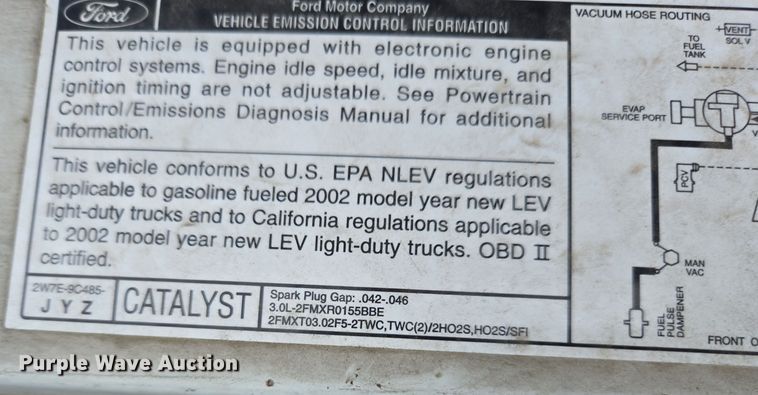 Ford
Ford Motor Company
VEHICLE EMISSION CONTROL INFORMATION
This vehicle is equipped with electronic engine
control systems. Engine idle speed, idle mixture, and
ignition timing are not adjustable. See Powertrain
Control/Emissions Diagnosis Manual for additional
information.
This vehicle conforms to U.S. EPA NLEV regulations
applicable to gasoline fueled 2002 model year new LEV
light-duty trucks and to California regulations applicable
to 2002 model year new LEV light-duty trucks. OBD II
certified.
2W7E-9C485-
J Y Z
CATALYST
Spark Plug Gap: .042-.046
3.0L-2FMXR0155BBE
2FMXT03.02F5-2TWC,TWC(2)/2HO2S,HO2S/SFI
VACUUM HOSE ROUTING
VENT
SOL V
TO
FUEL
TANK
EVAP
SERVICE PORT
V
PCV
MAN
VAC
FUEL
PULSE
DAMPENER
FRONT O
Purple Wave Auction